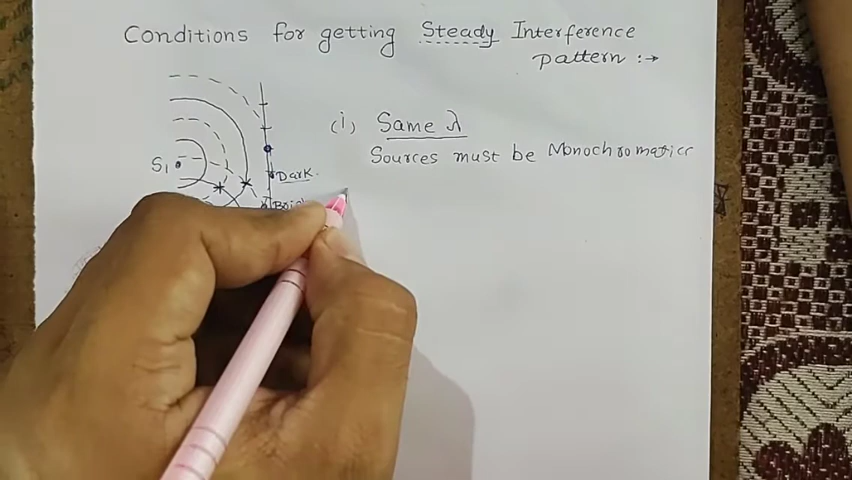 Conditions for getting Steady Interference
pattern :→
(i) Same λ
Sources must be Monochromatic
S1
Dark